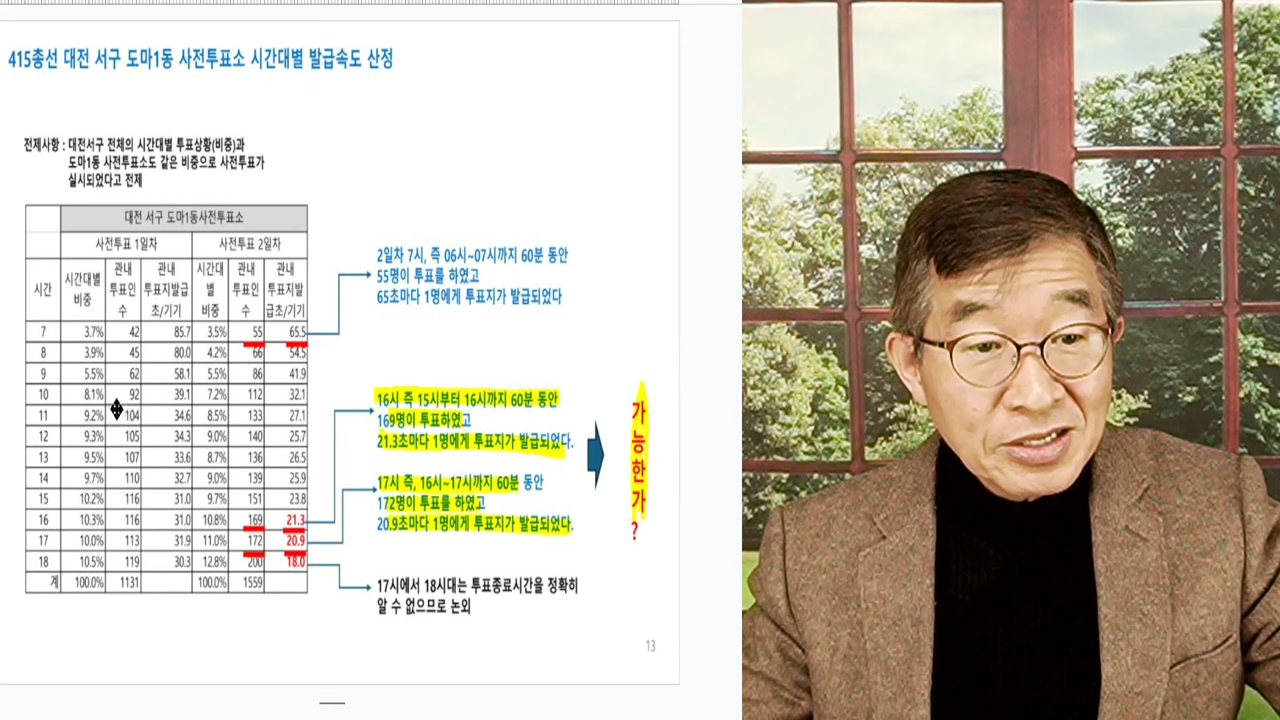 415총선 대전 서구 도마1동 사전투표소 시간대별 발급속도 산정
전제사항 : 대전서구 전체의 시간대별 투표상황(비중)과
도마1동 사전투표소도 같은 비중으로 사전투표가
실시되었다고 전제
대전 서구 도마1동사전투표소
사전투표 1일차 사전투표 2일차
시간 시간대별 비중 관내 투표인 수 관내 투표지발급 초/기기 시간대별 비중 관내 투표인 수 관내 투표지발급초/기기
7 3.7% 42 85.7 3.5% 55 65.5
8 3.9% 45 80.0 4.2% 66 54.5
9 5.5% 62 58.1 5.5% 86 41.9
10 8.1% 92 39.1 7.2% 112 32.1
11 9.2% 104 34.6 8.5% 133 27.1
12 9.3% 105 34.3 9.0% 140 25.7
13 9.5% 107 33.6 8.7% 136 26.5
14 9.7% 110 32.7 9.0% 139 25.9
15 10.2% 116 31.0 9.7% 151 23.8
16 10.3% 116 31.0 10.8% 169 21.3
17 10.0% 113 31.9 11.0% 172 20.9
18 10.5% 119 30.3 12.8% 200 18.0
계 100.0% 1131 100.0% 1559
2일차 7시, 즉 06시~07시까지 60분 동안
55명이 투표를 하였고
65초마다 1명에게 투표지가 발급되었다
16시 즉 15시부터 16시까지 60분 동안
169명이 투표하였고
21.3초마다 1명에게 투표지가 발급되었다.
17시 즉, 16시~17시까지 60분 동안
172명이 투표를 하였고
20.9초마다 1명에게 투표지가 발급되었다.
17시에서 18시대는 투표종료시간을 정확히
알 수 없으므로 논외
가능한가?
13